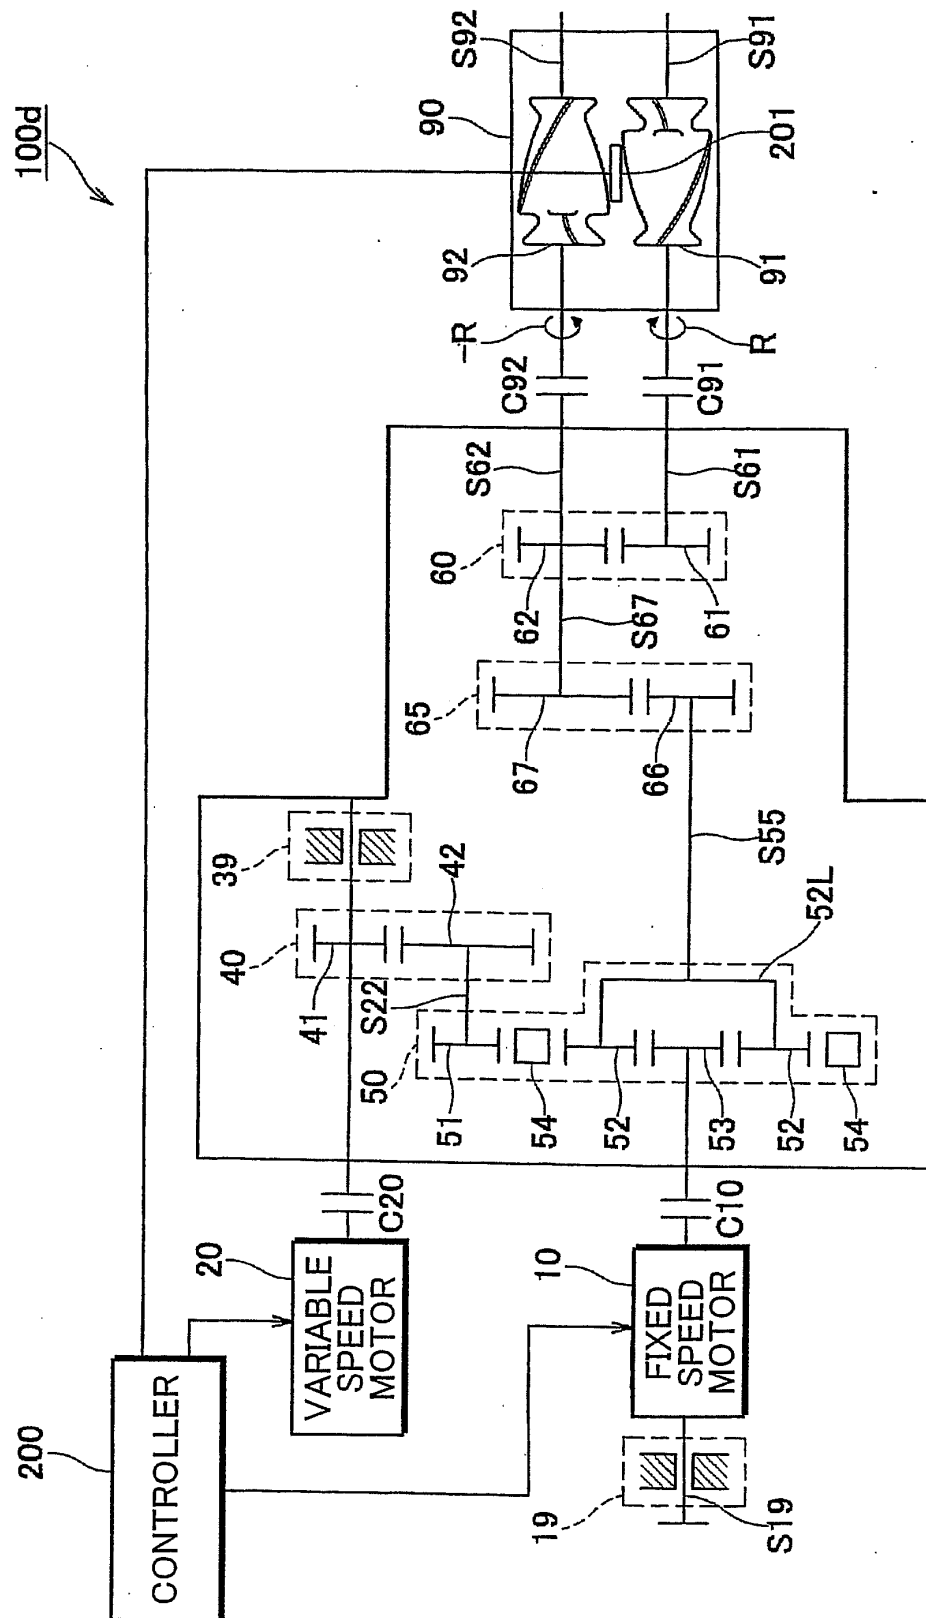 100d
S92
S91
90
201
92
91
-R
R
C92
C91
S62
S61
60
62
S67
61
65
67
66
39
42
S55
40
41
S22
52L
50
51
54
52
53
52
54
C20
C10
20
VARIABLE
SPEED
MOTOR
10
FIXED
SPEED
MOTOR
200
CONTROLLER
19
S19